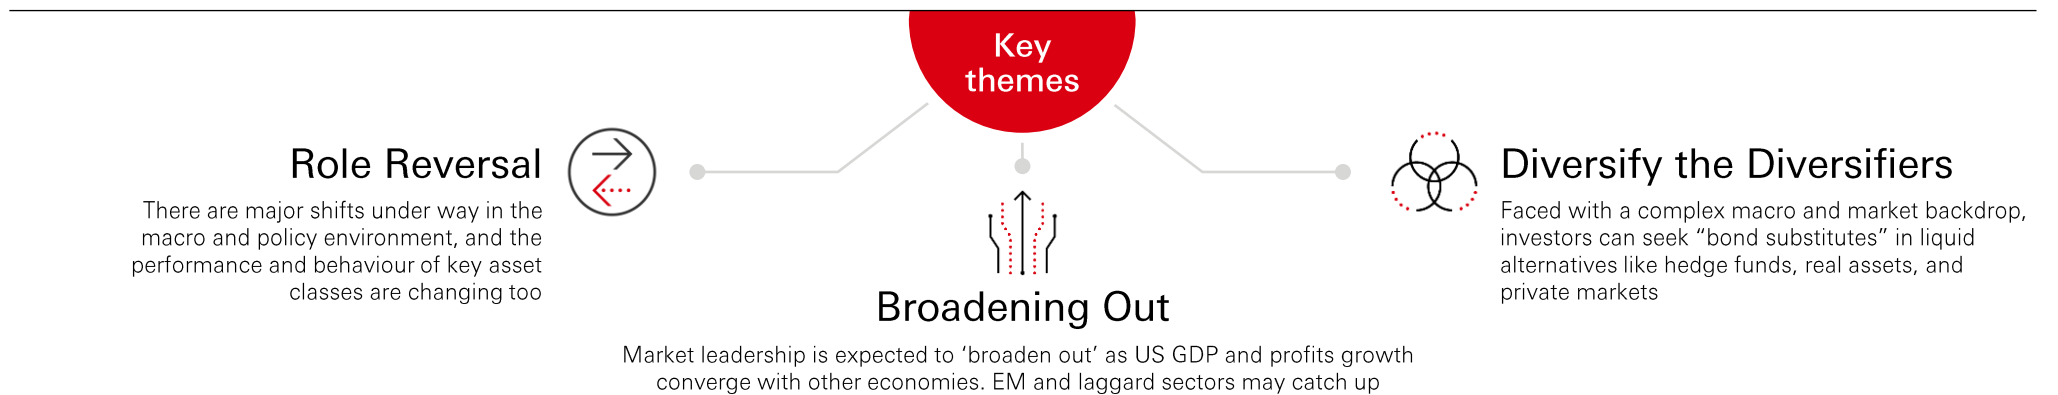 Key
themes
Role Reversal
There are major shifts under way in the
macro and policy environment, and the
performance and behaviour of key asset
classes are changing too
Broadening Out
Market leadership is expected to ‘broaden out’ as US GDP and profits growth
converge with other economies. EM and laggard sectors may catch up
Diversify the Diversifiers
Faced with a complex macro and market backdrop,
investors can seek “bond substitutes” in liquid
alternatives like hedge funds, real assets, and
private markets